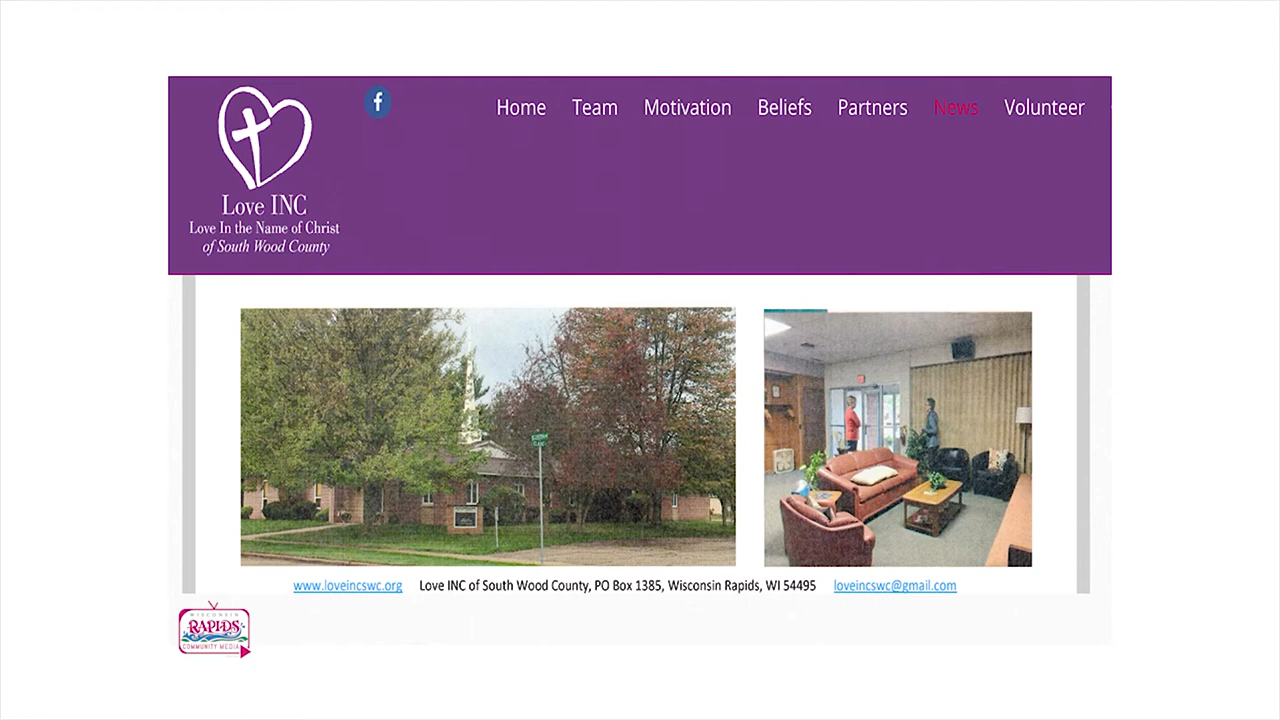 f
Home Team Motivation Beliefs Partners News Volunteer
Love INC
Love In the Name of Christ
of South Wood County
www.loveincswc.org Love INC of South Wood County, PO Box 1385, Wisconsin Rapids, WI 54495 loveincswc@gmail.com
WISCONSIN
RAPIDS
COMMUNITY MEDIA